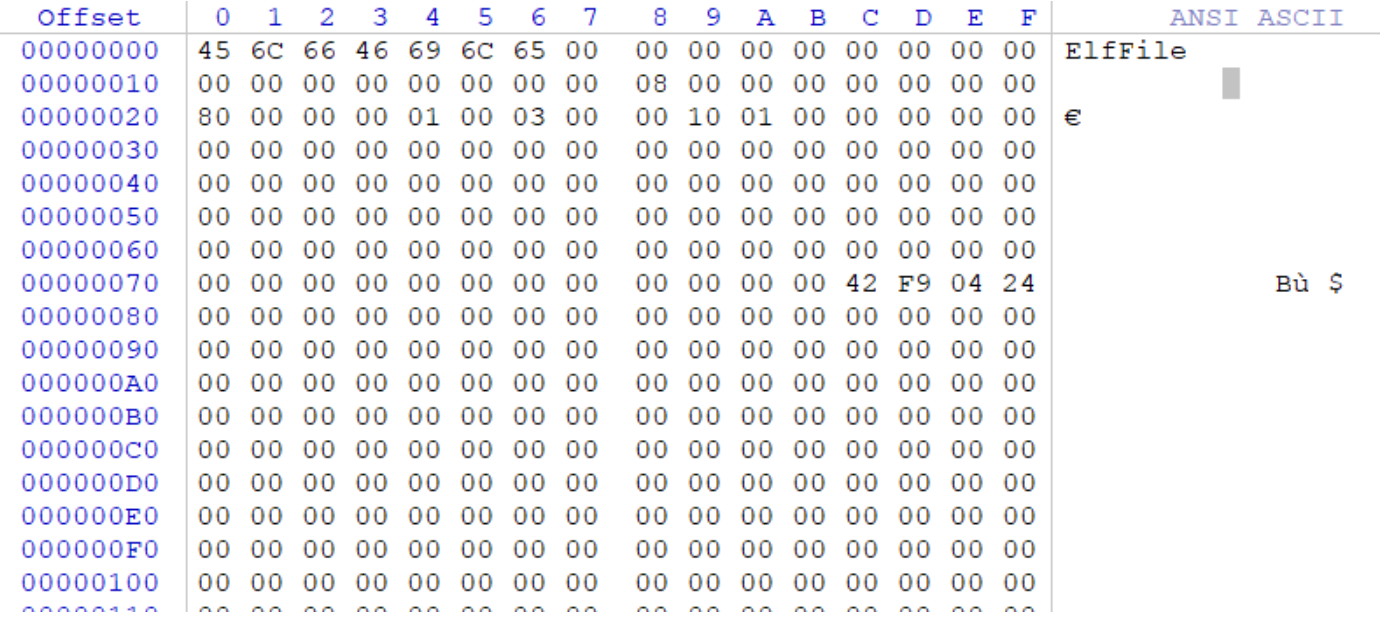 Offset 0 1 2 3 4 5 6 7 8 9 A B C D E F ANSI ASCII
00000000 45 6C 66 46 69 6C 65 00 00 00 00 00 00 00 00 00 ElfFile
00000010 00 00 00 00 00 00 00 00 08 00 00 00 00 00 00 00
00000020 80 00 00 00 01 00 03 00 00 10 01 00 00 00 00 00 €
00000030 00 00 00 00 00 00 00 00 00 00 00 00 00 00 00 00
00000040 00 00 00 00 00 00 00 00 00 00 00 00 00 00 00 00
00000050 00 00 00 00 00 00 00 00 00 00 00 00 00 00 00 00
00000060 00 00 00 00 00 00 00 00 00 00 00 00 00 00 00 00
00000070 00 00 00 00 00 00 00 00 00 00 00 00 42 F9 04 24 Bù $
00000080 00 00 00 00 00 00 00 00 00 00 00 00 00 00 00 00
00000090 00 00 00 00 00 00 00 00 00 00 00 00 00 00 00 00
000000A0 00 00 00 00 00 00 00 00 00 00 00 00 00 00 00 00
000000B0 00 00 00 00 00 00 00 00 00 00 00 00 00 00 00 00
000000C0 00 00 00 00 00 00 00 00 00 00 00 00 00 00 00 00
000000D0 00 00 00 00 00 00 00 00 00 00 00 00 00 00 00 00
000000E0 00 00 00 00 00 00 00 00 00 00 00 00 00 00 00 00
000000F0 00 00 00 00 00 00 00 00 00 00 00 00 00 00 00 00
00000100 00 00 00 00 00 00 00 00 00 00 00 00 00 00 00 00